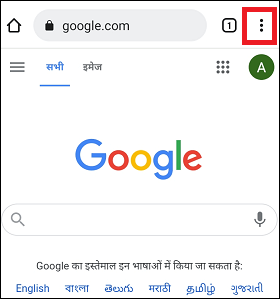 google.com 1
सभी इमेज A
Google
Google का इस्तेमाल इन भाषाओं में किया जा सकता है:
English বাংলা తెలుగు मराठी தமிழ் ગુજરાતી